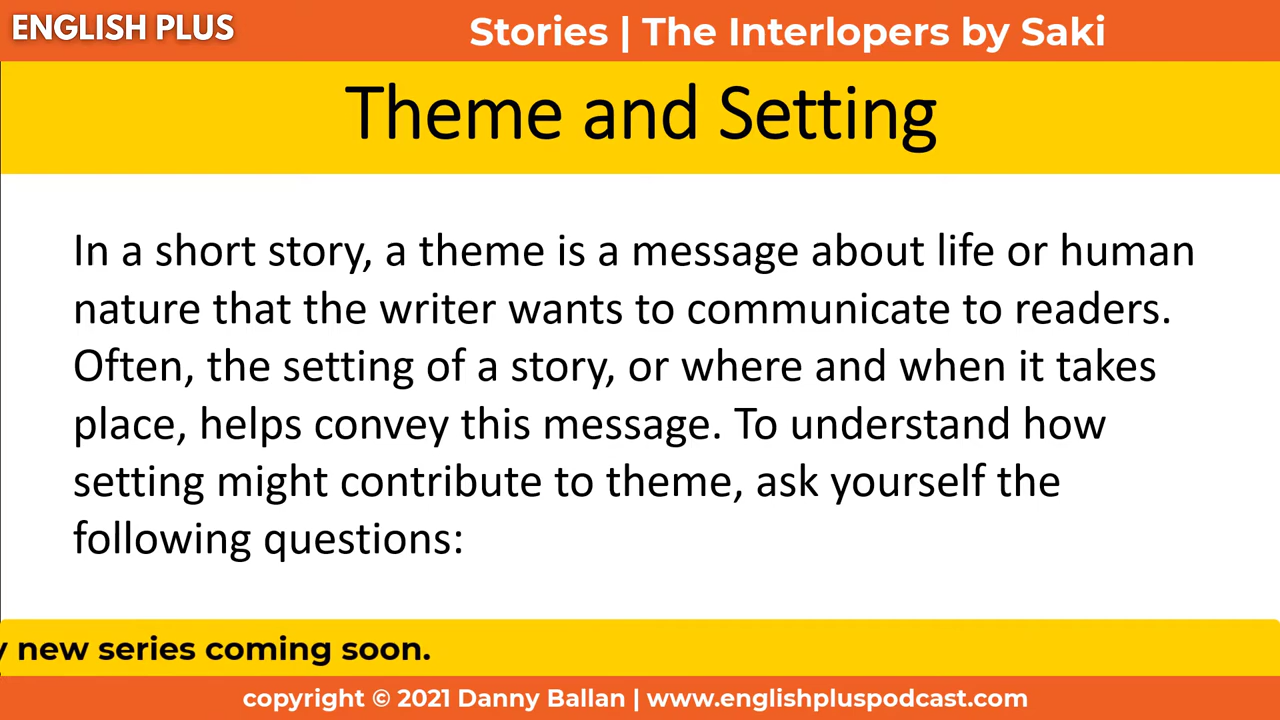 ENGLISH PLUS
Stories | The Interlopers by Saki
Theme and Setting
In a short story, a theme is a message about life or human
nature that the writer wants to communicate to readers.
Often, the setting of a story, or where and when it takes
place, helps convey this message. To understand how
setting might contribute to theme, ask yourself the
following questions:
new series coming soon.
copyright © 2021 Danny Ballan | www.englishpluspodcast.com